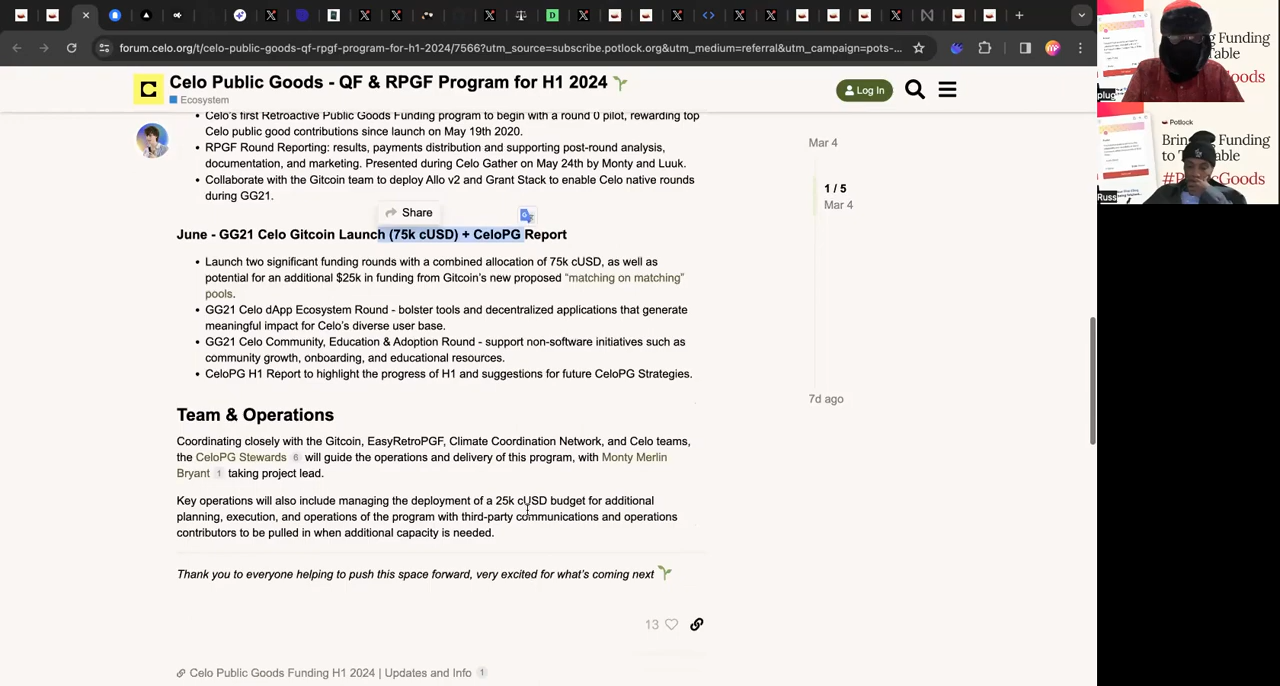 forum.celo.org/t/celo-public-goods-qf-rpgf-program-for-h1-2024/7566?utm_source=subscribe.potlock.org&utm_medium=referral&utm_campaign=pots-...
Celo Public Goods - QF & RPGF Program for H1 2024
Ecosystem
Log In
Celo's first Retroactive Public Goods Funding program to begin with a round 0 pilot, rewarding top
Celo public good contributions since launch on May 19th 2020.
RPGF Round Reporting: results, payments distribution and supporting post-round analysis,
documentation, and marketing. Presented during Celo Gather on May 24th by Monty and Luuk.
Collaborate with the Gitcoin team to deploy Allo v2 and Grant Stack to enable Celo native rounds
during GG21.
Share
June - GG21 Celo Gitcoin Launch (75k cUSD) + CeloPG Report
Launch two significant funding rounds with a combined allocation of 75k cUSD, as well as
potential for an additional $25k in funding from Gitcoin's new proposed "matching on matching"
pools.
GG21 Celo dApp Ecosystem Round - bolster tools and decentralized applications that generate
meaningful impact for Celo's diverse user base.
GG21 Celo Community, Education & Adoption Round - support non-software initiatives such as
community growth, onboarding, and educational resources.
CeloPG H1 Report to highlight the progress of H1 and suggestions for future CeloPG Strategies.
Team & Operations
Coordinating closely with the Gitcoin, EasyRetroPGF, Climate Coordination Network, and Celo teams,
the CeloPG Stewards 6 will guide the operations and delivery of this program, with Monty Merlin
Bryant 1 taking project lead.
Key operations will also include managing the deployment of a 25k cUSD budget for additional
planning, execution, and operations of the program with third-party communications and operations
contributors to be pulled in when additional capacity is needed.
Thank you to everyone helping to push this space forward, very excited for what's coming next
13
Celo Public Goods Funding H1 2024 | Updates and Info 1
Mar 4
1 / 5
Mar 4
7d ago
Funding
Table
oods
plug
Potlock
Bri Funding
to T able
#R Goods
Russ